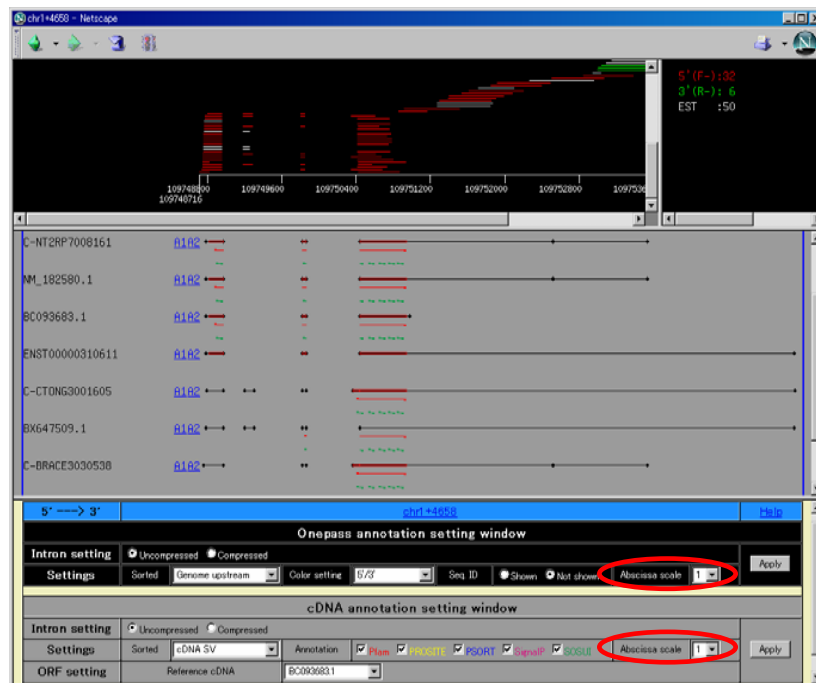 chr1+4658 - Netscape
5'(F-):32
3'(R-): 6
EST :50
109748800 109749600 109750400 109751200 109752000 109752800 1097536
109748716
C-NT2RP7008161 A1A2
NM_182580.1 A1A2
BC093683.1 A1A2
ENST00000310611 A1A2
C-CTONG3001605 A1A2
BX647509.1 A1A2
C-BRACE3030538 A1A2
5' ---> 3' chr1+4658 Help
Onepass annotation setting window
Intron setting Uncompressed Compressed
Settings Sorted Genome upstream Color setting 5'/3' Seq. ID Shown Not shown Abscissa scale 1 Apply
cDNA annotation setting window
Intron setting Uncompressed Compressed
Settings Sorted cDNA SV Annotation Pfam PROSITE PSORT SignalP SOSUI Abscissa scale 1 Apply
ORF setting Reference cDNA BC093683.1